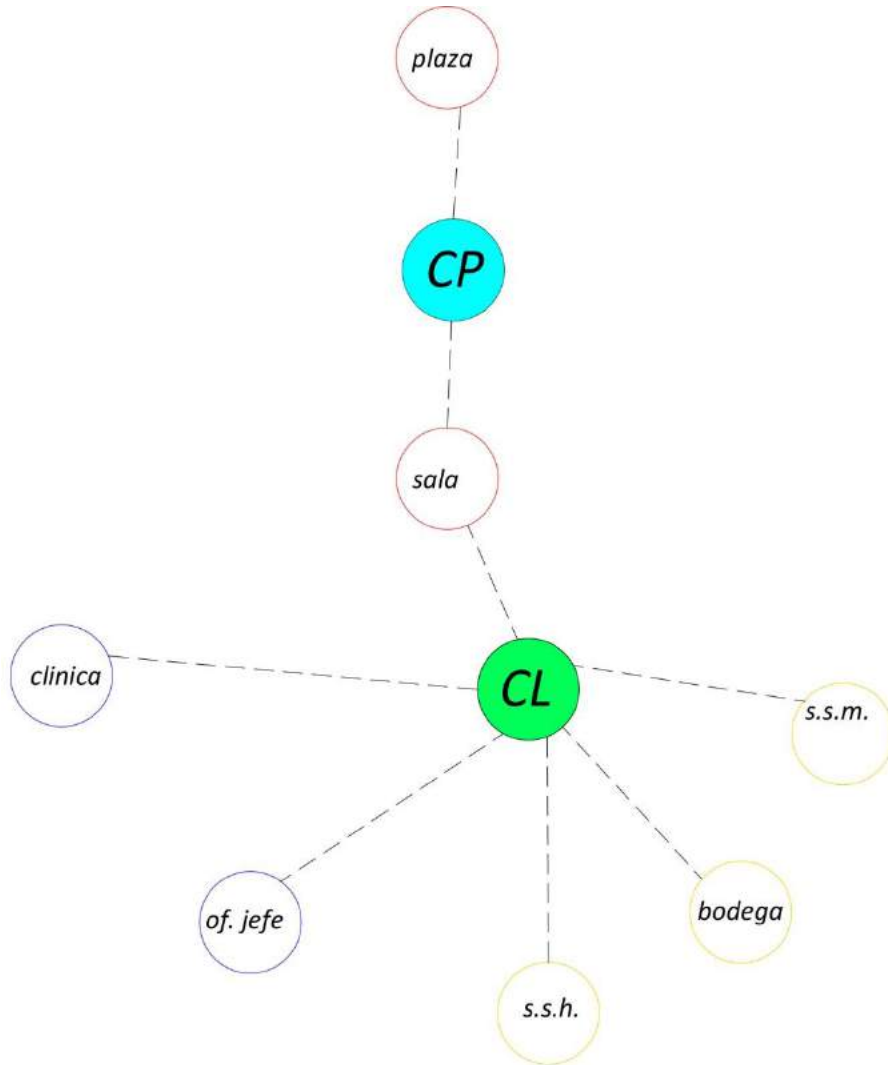 plaza
CP
sala
clinica
CL
s.s.m.
of. jefe
bodega
s.s.h.